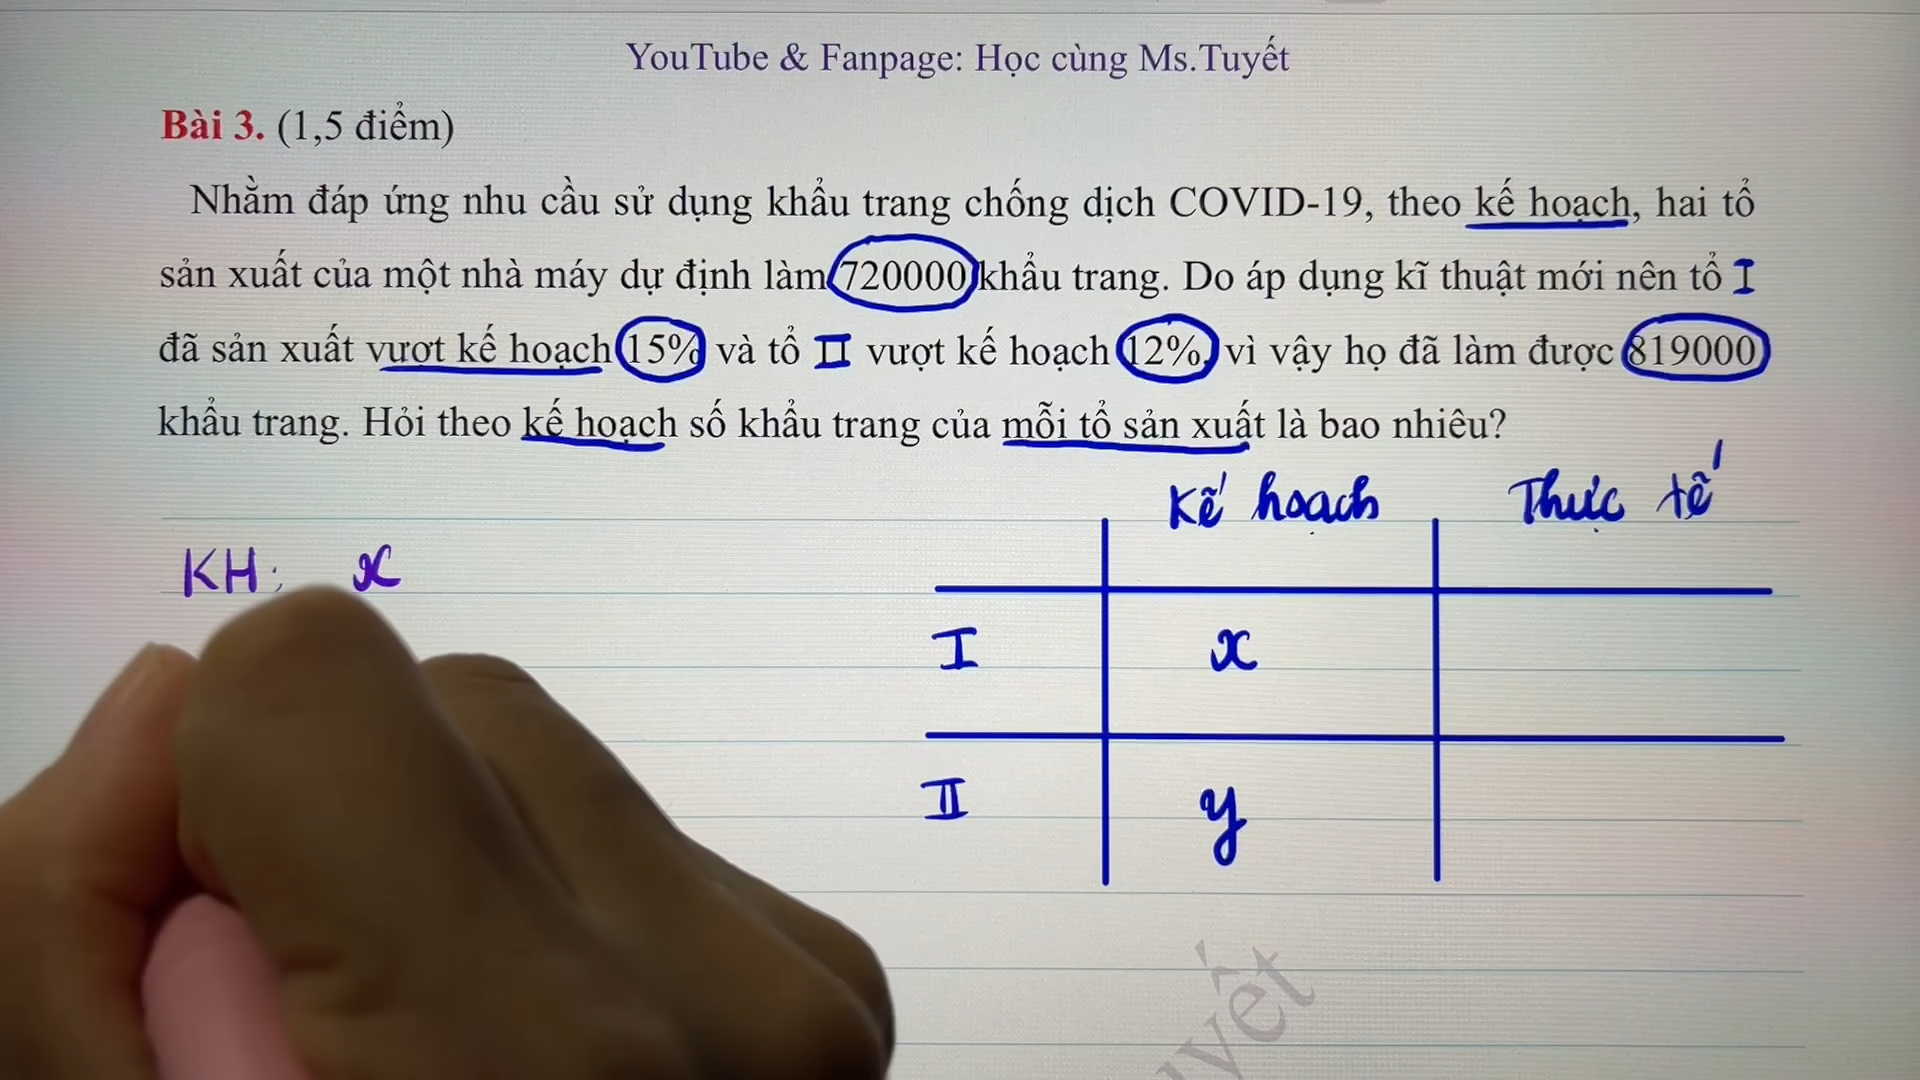 YouTube & Fanpage: Học cùng Ms.Tuyết
Bài 3. (1,5 điểm)
Nhằm đáp ứng nhu cầu sử dụng khẩu trang chống dịch COVID-19, theo kế hoạch, hai tổ
sản xuất của một nhà máy dự định làm 720000 khẩu trang. Do áp dụng kĩ thuật mới nên tổ I
đã sản xuất vượt kế hoạch 15% và tổ II vượt kế hoạch 12%, vì vậy họ đã làm được 819000
khẩu trang. Hỏi theo kế hoạch số khẩu trang của mỗi tổ sản xuất là bao nhiêu?
Kế hoạch Thực tế
KH: x
I x
II y